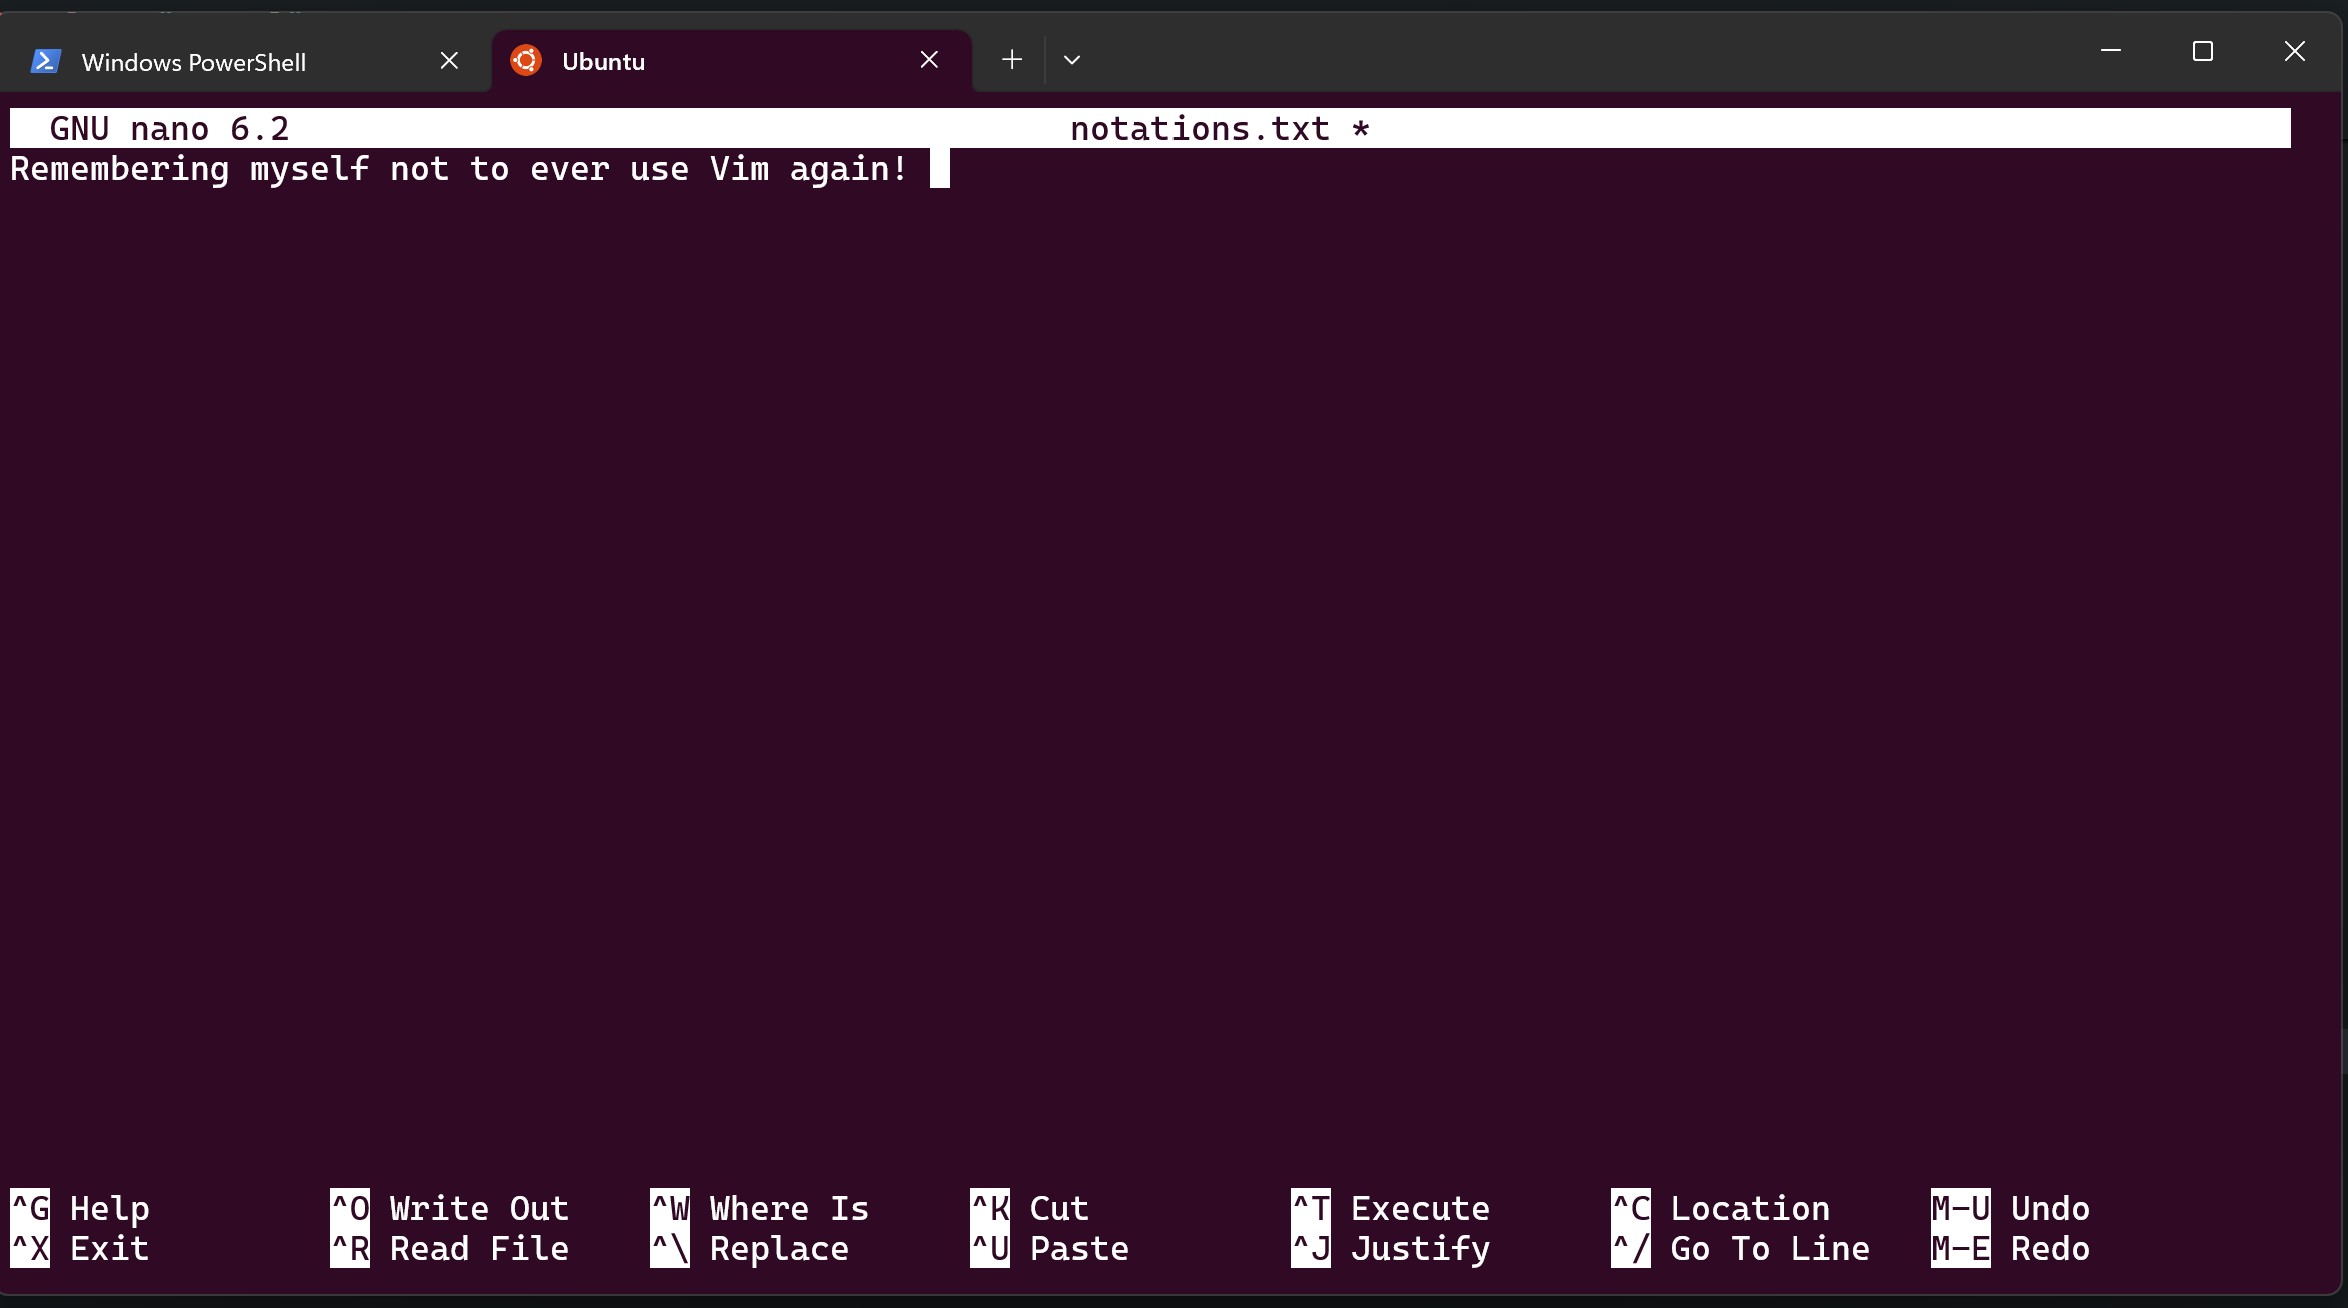 Windows PowerShell Ubuntu
GNU nano 6.2 notations.txt *
Remembering myself not to ever use Vim again!
^G Help ^O Write Out ^W Where Is ^K Cut ^T Execute ^C Location M-U Undo
^X Exit ^R Read File ^\ Replace ^U Paste ^J Justify ^/ Go To Line M-E Redo